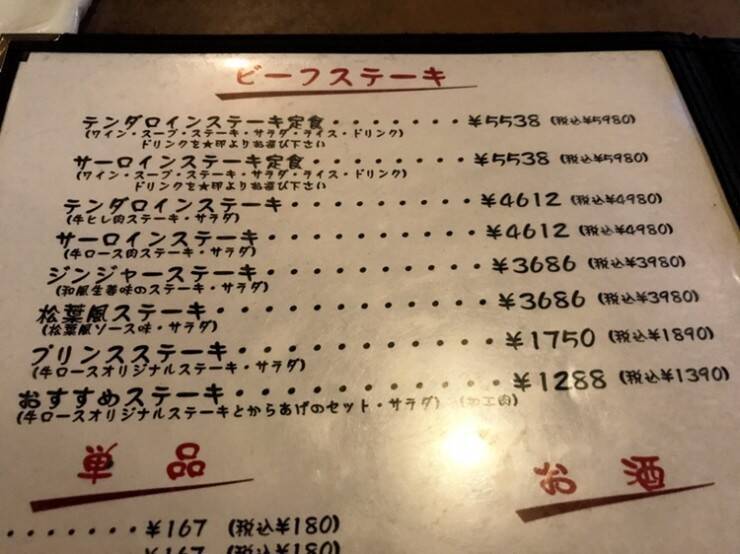 ビーフステーキ
テンダロインステーキ定食・・・・・・・¥5538 (税込¥5980)
(ワイン・スープ・ステーキ・サラダ・ライス・ドリンク)
ドリンクを★印よりお選び下さい
サーロインステーキ定食・・・・・・・・¥5538 (税込¥5980)
(ワイン・スープ・ステーキ・サラダ・ライス・ドリンク)
ドリンクを★印よりお選び下さい
テンダロインステーキ・・・・・・・・・・¥4612 (税込¥4980)
(牛ヒレ肉ステーキ・サラダ)
サーロインステーキ・・・・・・・・・・・¥4612 (税込¥4980)
(牛ロース肉ステーキ・サラダ)
ジンジャーステーキ・・・・・・・・・・・¥3686 (税込¥3980)
(和風生姜味のステーキ・サラダ)
松葉風ステーキ・・・・・・・・・・・・・¥3686 (税込¥3980)
(松葉風ソース味・サラダ)
プリンスステーキ・・・・・・・・・・・・¥1750 (税込¥1890)
(牛ロースオリジナルステーキ・サラダ)
おすすめステーキ・・・・・・・・・・・・¥1288 (税込¥1390)
(牛ロースオリジナルステーキとからあげのセット・サラダ) (加工肉)
単品
お酒
・・・・・・・¥167 (税込¥180)
¥167 (税込¥180)